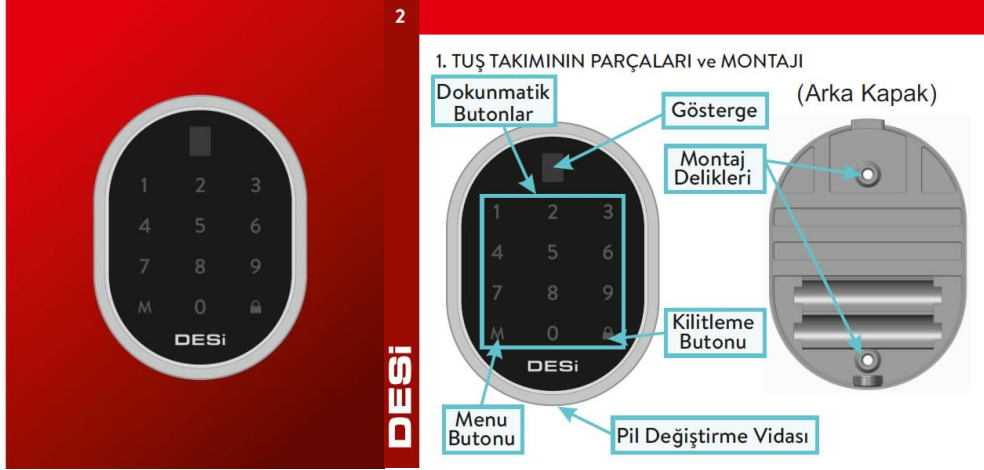 1 2 3
4 5 6
7 8 9
M 0
DESi
2
DESi
1. TUŞ TAKIMININ PARÇALARI ve MONTAJI
Dokunmatik
Butonlar
Gösterge
(Arka Kapak)
Montaj
Delikleri
1 2 3
4 5 6
7 8 9
M 0
DESi
Kilitleme
Butonu
Menu
Butonu
Pil Değiştirme Vidası